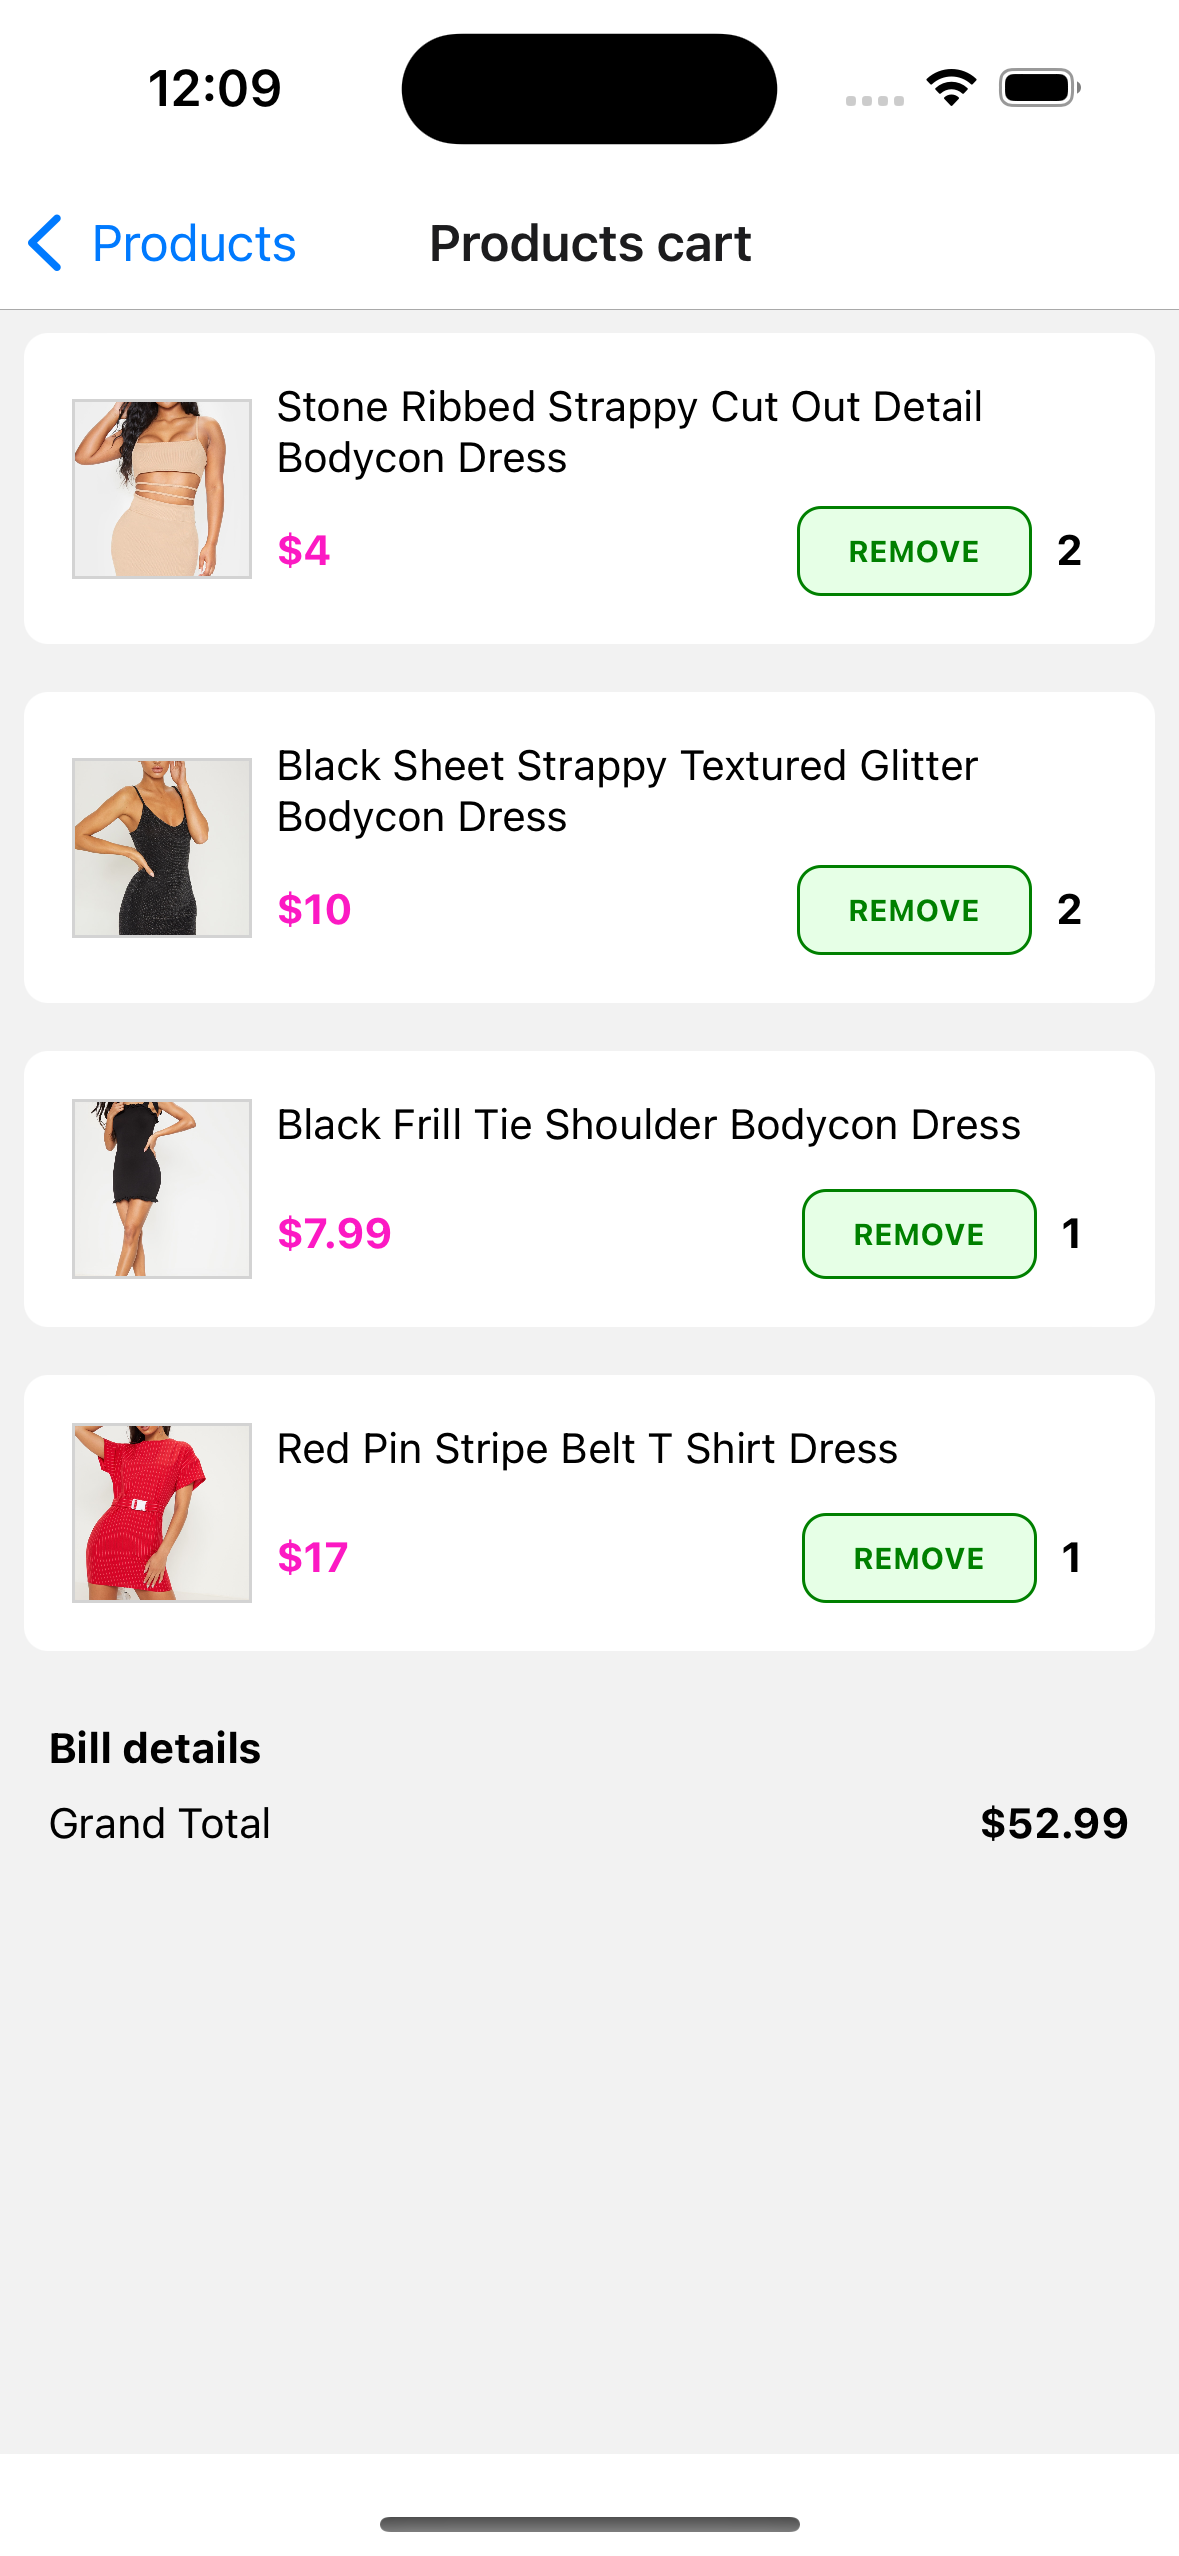 12:09
Products
Products cart
Stone Ribbed Strappy Cut Out Detail
Bodycon Dress
$4
REMOVE
2
Black Sheet Strappy Textured Glitter
Bodycon Dress
$10
REMOVE
2
Black Frill Tie Shoulder Bodycon Dress
$7.99
REMOVE
1
Red Pin Stripe Belt T Shirt Dress
$17
REMOVE
1
Bill details
Grand Total
$52.99